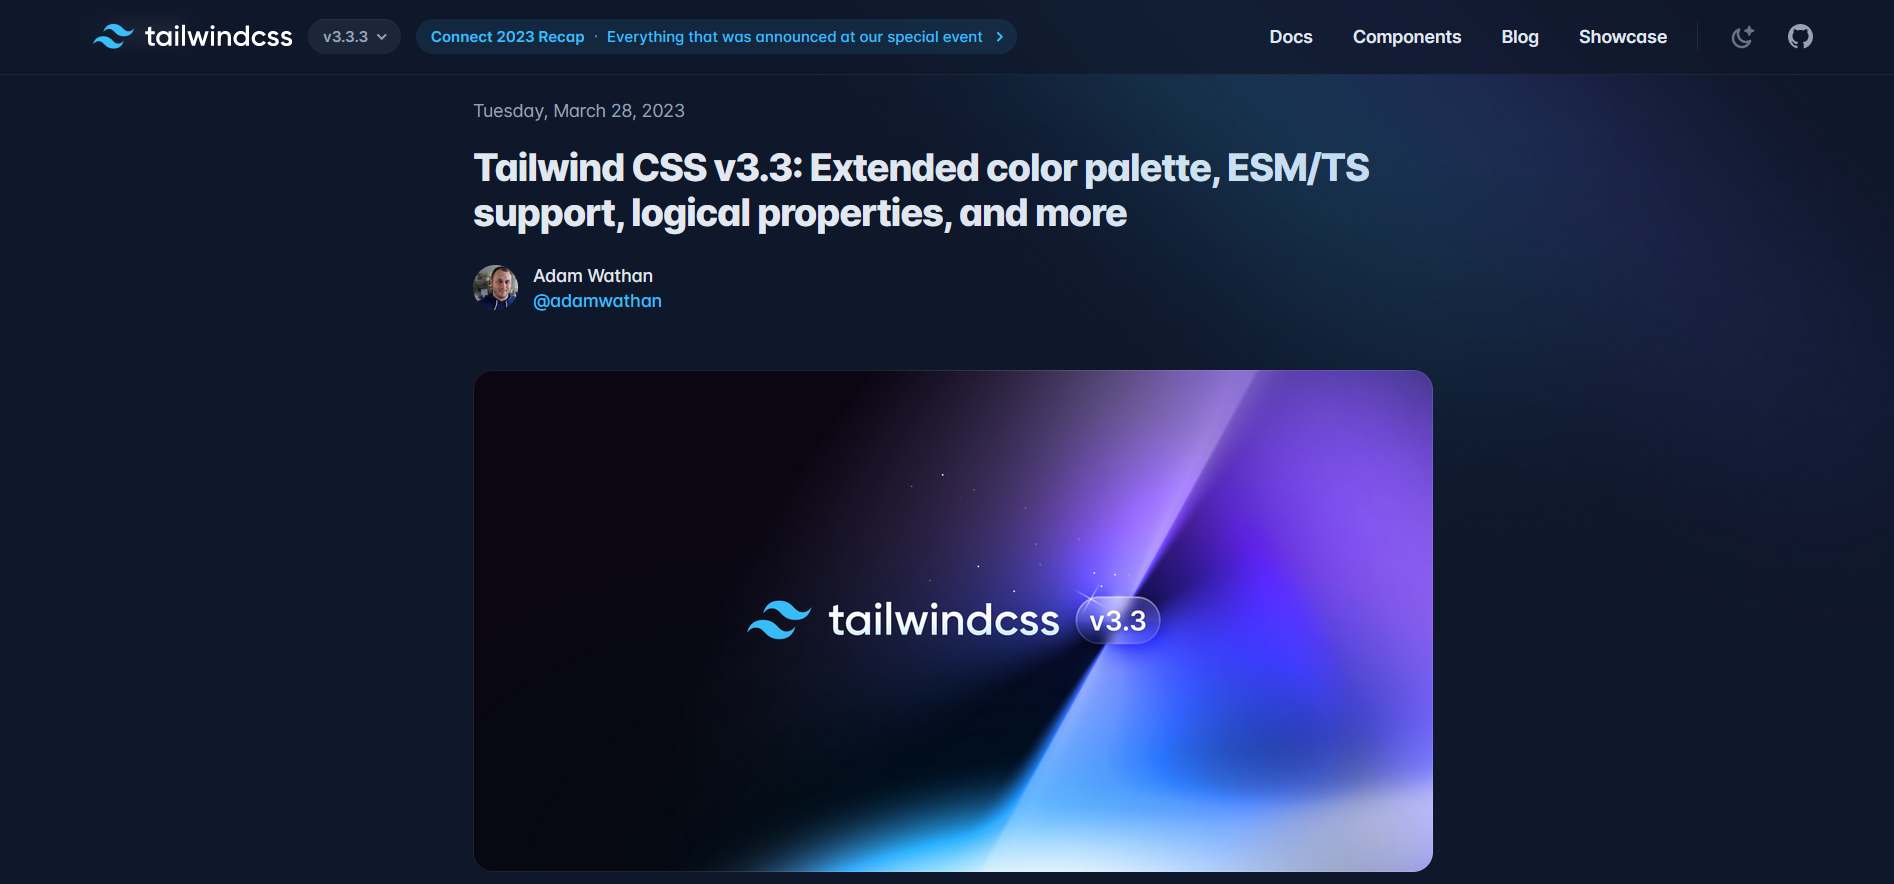 tailwindcss
v3.3.3
Connect 2023 Recap · Everything that was announced at our special event
Docs
Components
Blog
Showcase
Tuesday, March 28, 2023
Tailwind CSS v3.3: Extended color palette, ESM/TS
support, logical properties, and more
Adam Wathan
@adamwathan
tailwindcss v3.3